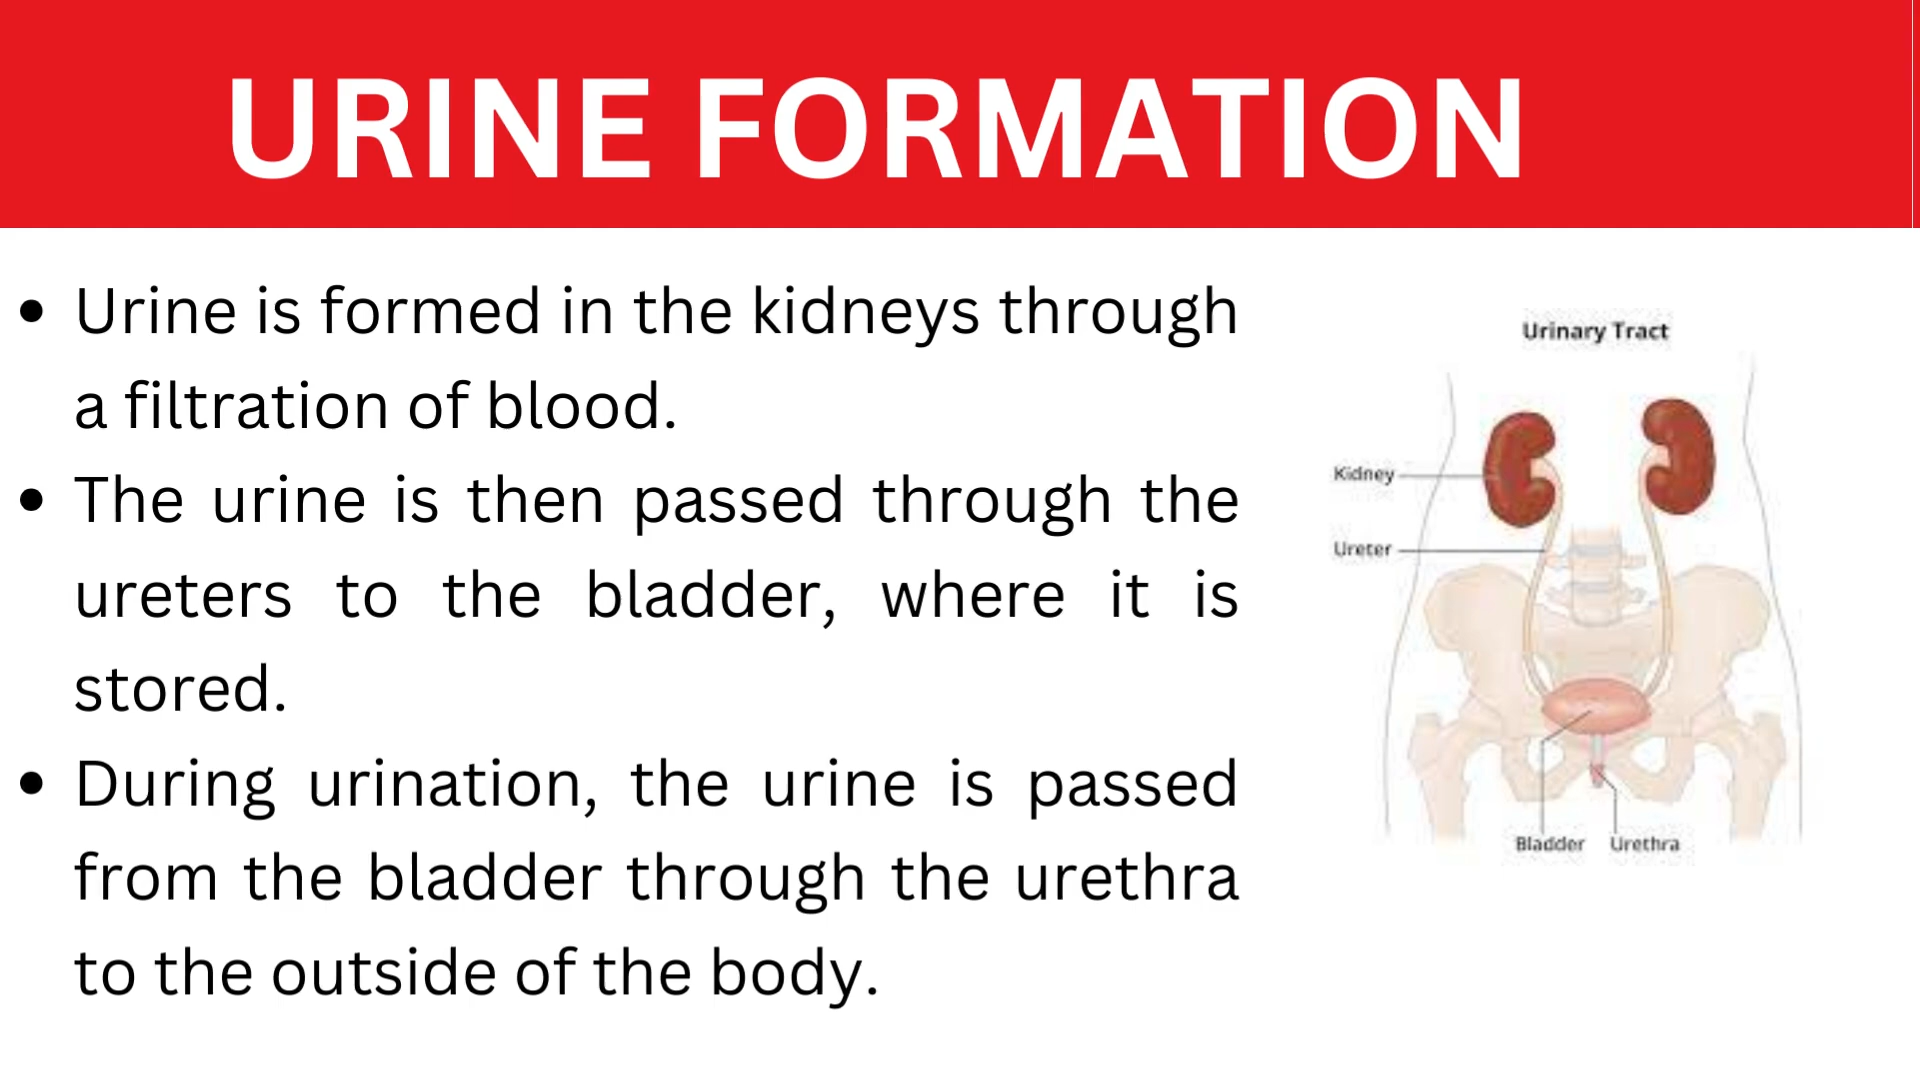 URINE FORMATION
• Urine is formed in the kidneys through
a filtration of blood.
• The urine is then passed through the
ureters to the bladder, where it is
stored.
• During urination, the urine is passed
from the bladder through the urethra
to the outside of the body.
Urinary Tract
Kidney
Ureter
Bladder Urethra